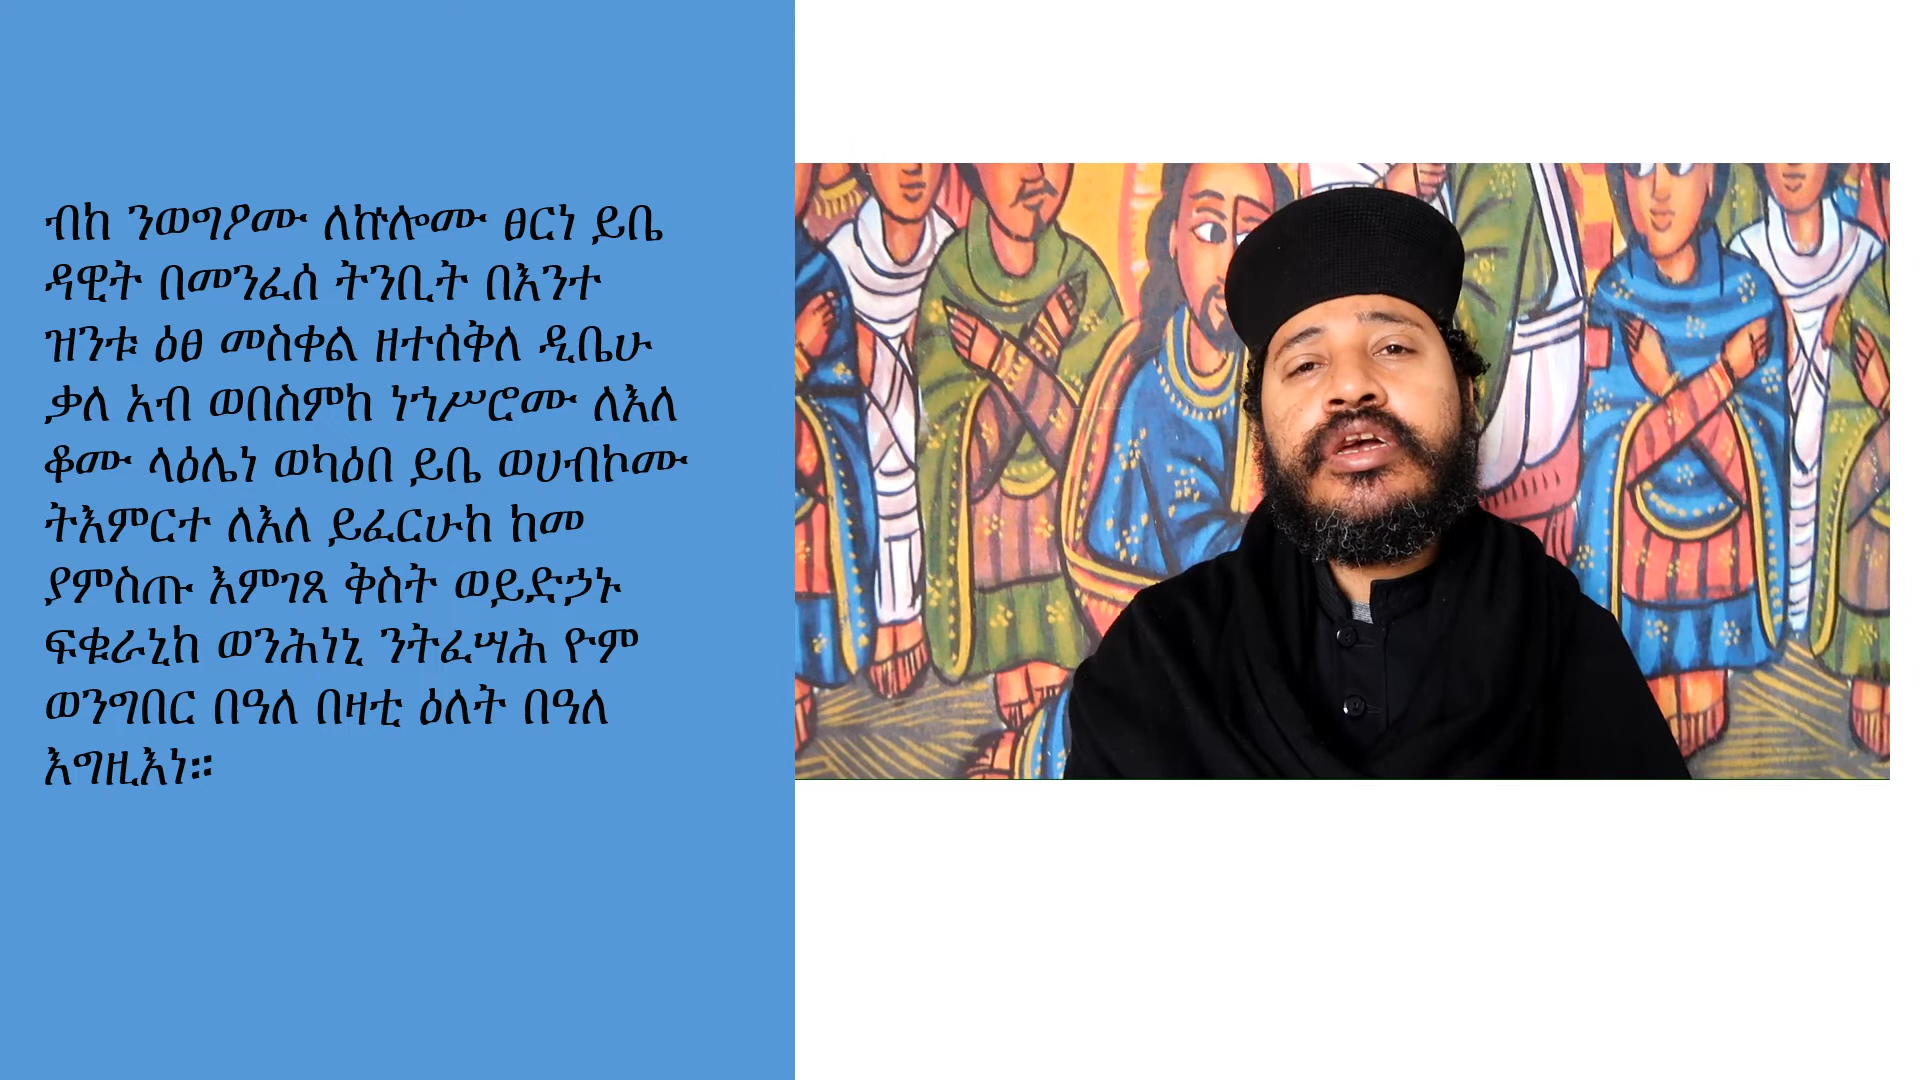 ብከ ንወግዖሙ ለኵሎሙ ፀርነ ይቤ
ዳዊት በመንፈሰ ትንቢት በእንተ
ዝንቱ ዕፀ መስቀል ዘተሰቅለ ዲቤሁ
ቃለ አብ ወበስምከ ነኀሥሮሙ ለእለ
ቆሙ ላዕሌነ ወካዕበ ይቤ ወሀብኮሙ
ትእምርተ ለእለ ይፈርሁከ ከመ
ያምስጡ እምገጸ ቅስት ወይድኃኑ
ፍቁራኒከ ወንሕነኒ ንትፈሣሕ ዮም
ወንግበር በዓለ በዛቲ ዕለት በዓለ
እግዚእነ።